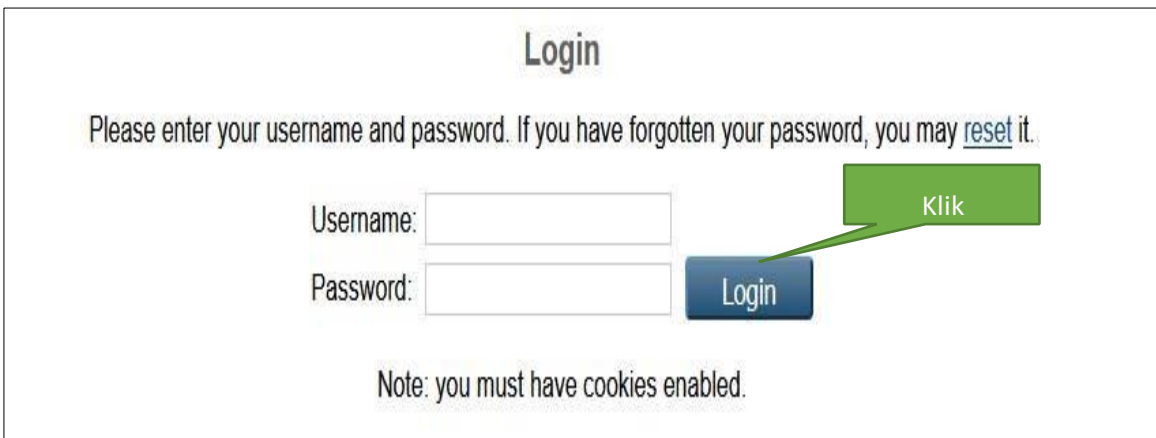 Login
Please enter your username and password. If you have forgotten your password, you may reset it.
Klik
Username:
Password:
Login
Note: you must have cookies enabled.